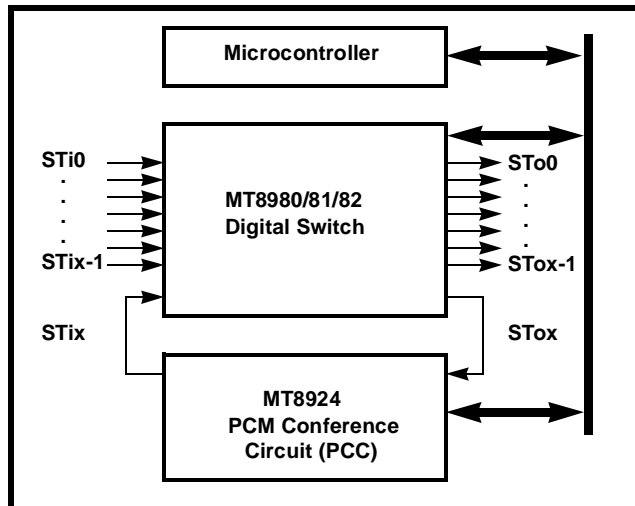 Microcontroller
STi0
.
.
.
.
STix-1
MT8980/81/82
Digital Switch
STo0
.
.
.
.
STox-1
STix
STox
MT8924
PCM Conference
Circuit (PCC)